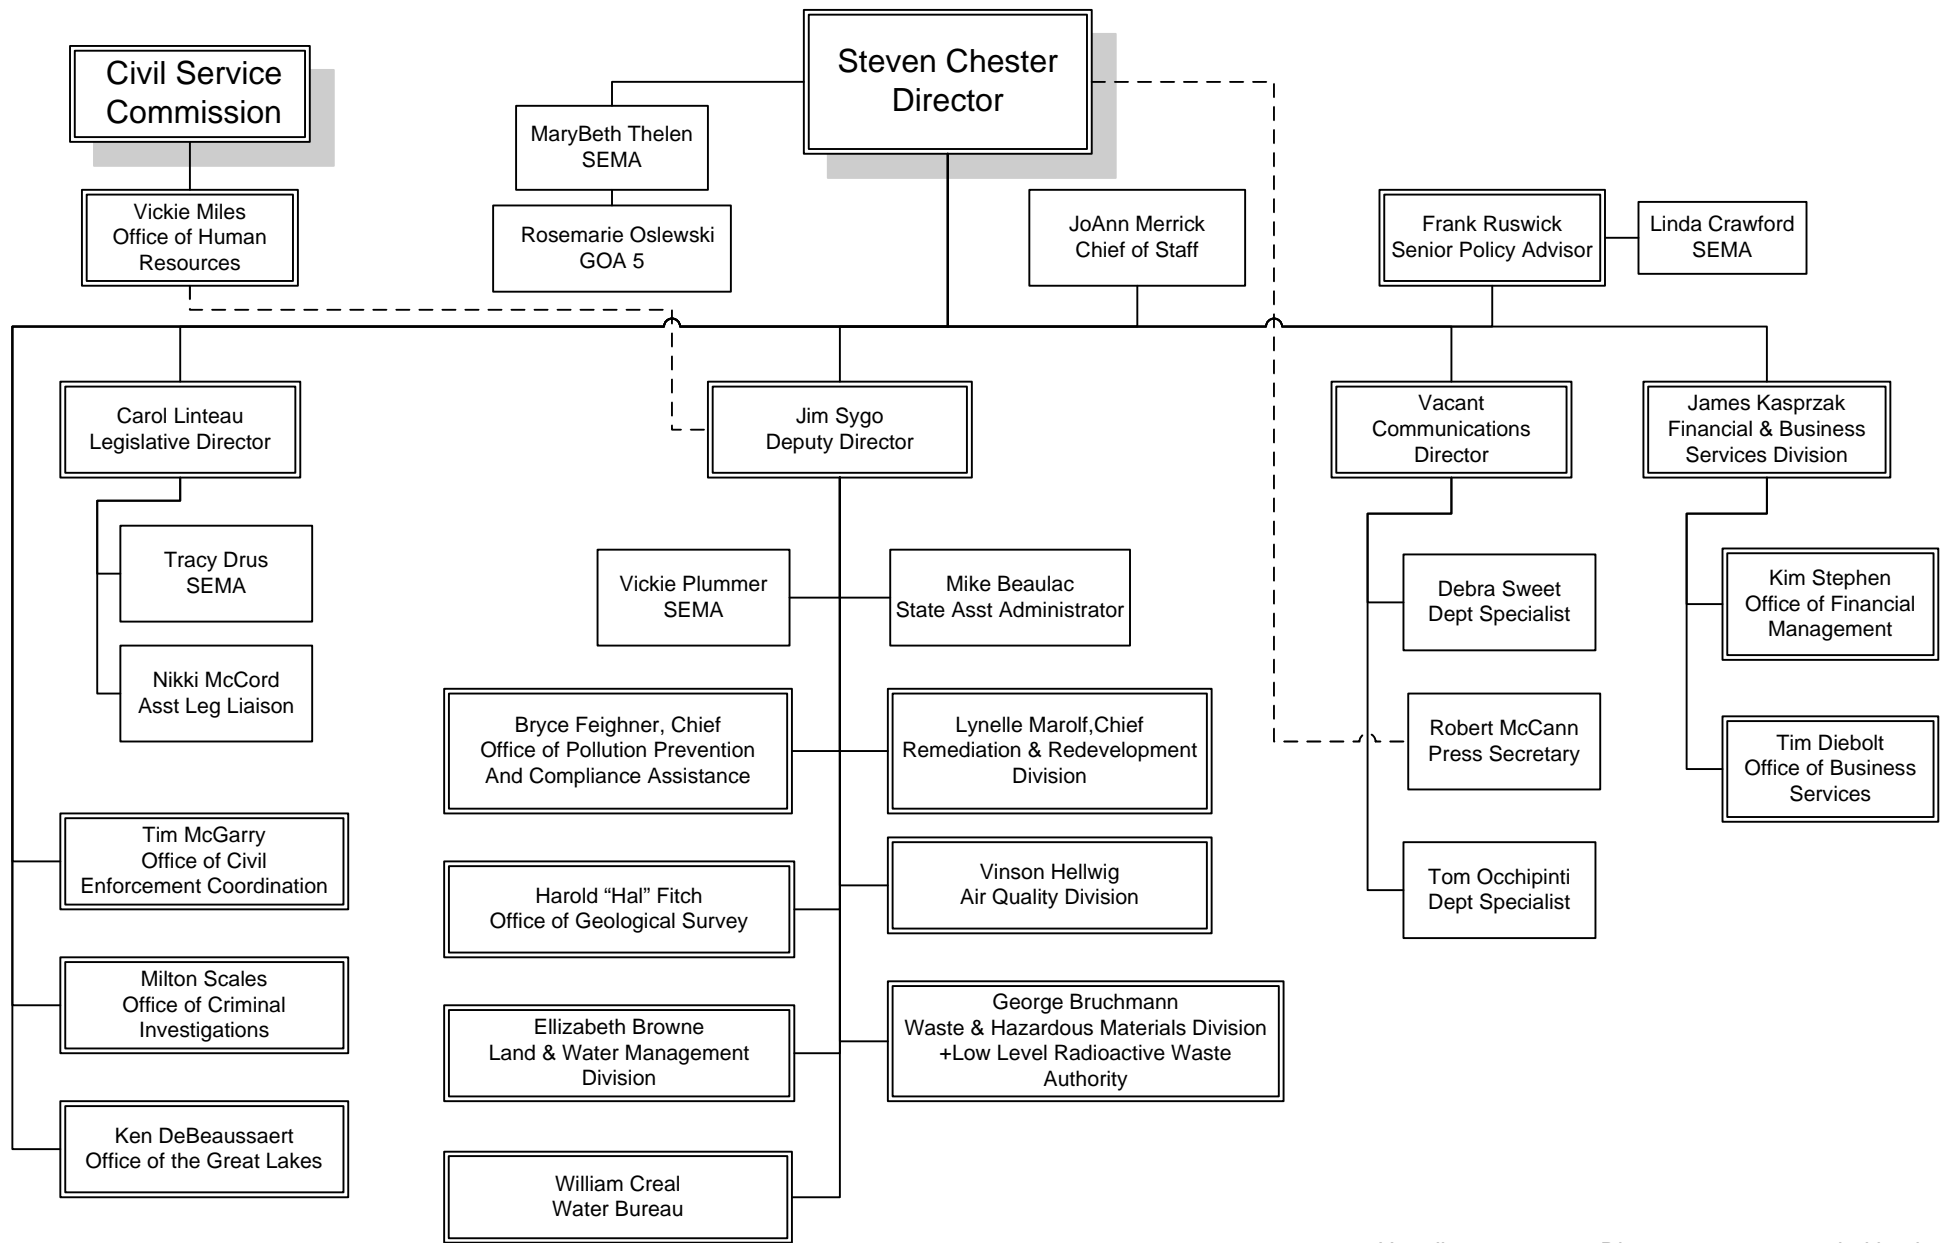 Civil Service
Commission
Steven Chester
Director
MaryBeth Thelen
SEMA
Vickie Miles
Office of Human
Resources
Rosemarie Oslewski
GOA 5
JoAnn Merrick
Chief of Staff
Frank Ruswick
Senior Policy Advisor
Linda Crawford
SEMA
Carol Linteau
Legislative Director
Jim Sygo
Deputy Director
Vacant
Communications
Director
James Kasprzak
Financial & Business
Services Division
Tracy Drus
SEMA
Nikki McCord
Asst Leg Liaison
Vickie Plummer
SEMA
Mike Beaulac
State Asst Administrator
Debra Sweet
Dept Specialist
Kim Stephen
Office of Financial
Management
Bryce Feighner, Chief
Office of Pollution Prevention
And Compliance Assistance
Lynelle Marolf,Chief
Remediation & Redevelopment
Division
Robert McCann
Press Secretary
Tim Diebolt
Office of Business
Services
Tim McGarry
Office of Civil
Enforcement Coordination
Harold “Hal” Fitch
Office of Geological Survey
Vinson Hellwig
Air Quality Division
Tom Occhipinti
Dept Specialist
Milton Scales
Office of Criminal
Investigations
Ellizabeth Browne
Land & Water Management
Division
George Bruchmann
Waste & Hazardous Materials Division
+Low Level Radioactive Waste
Authority
Ken DeBeaussaert
Office of the Great Lakes
William Creal
Water Bureau